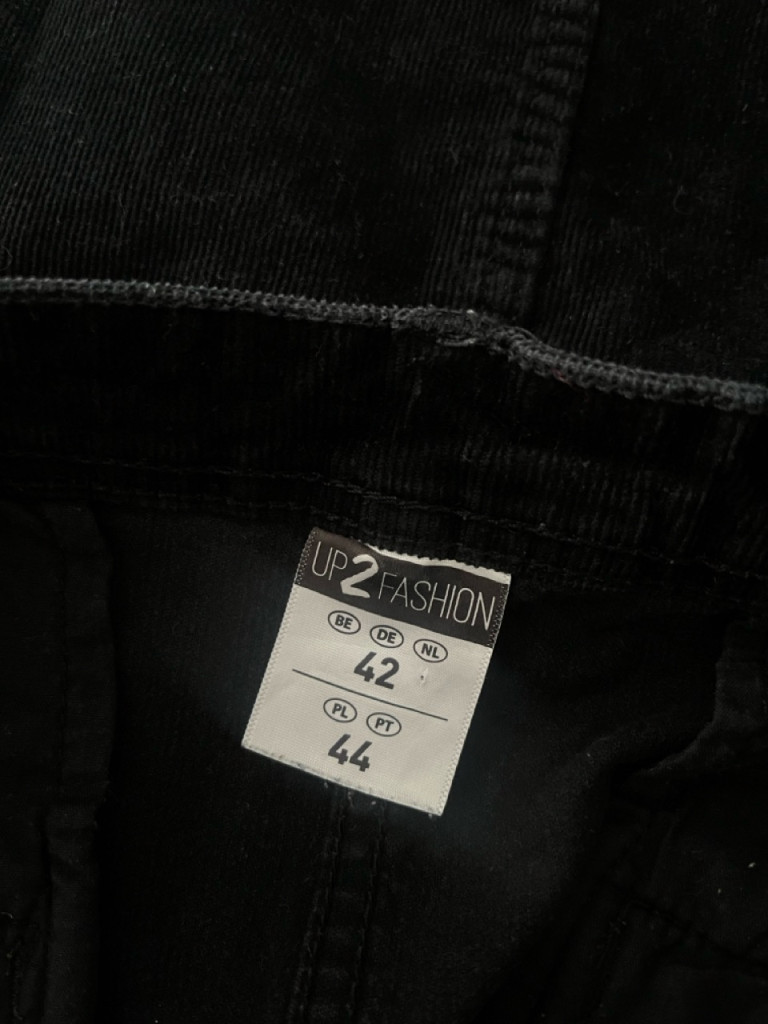 UP2FASHION
BE DE NL
42
PL PT
44